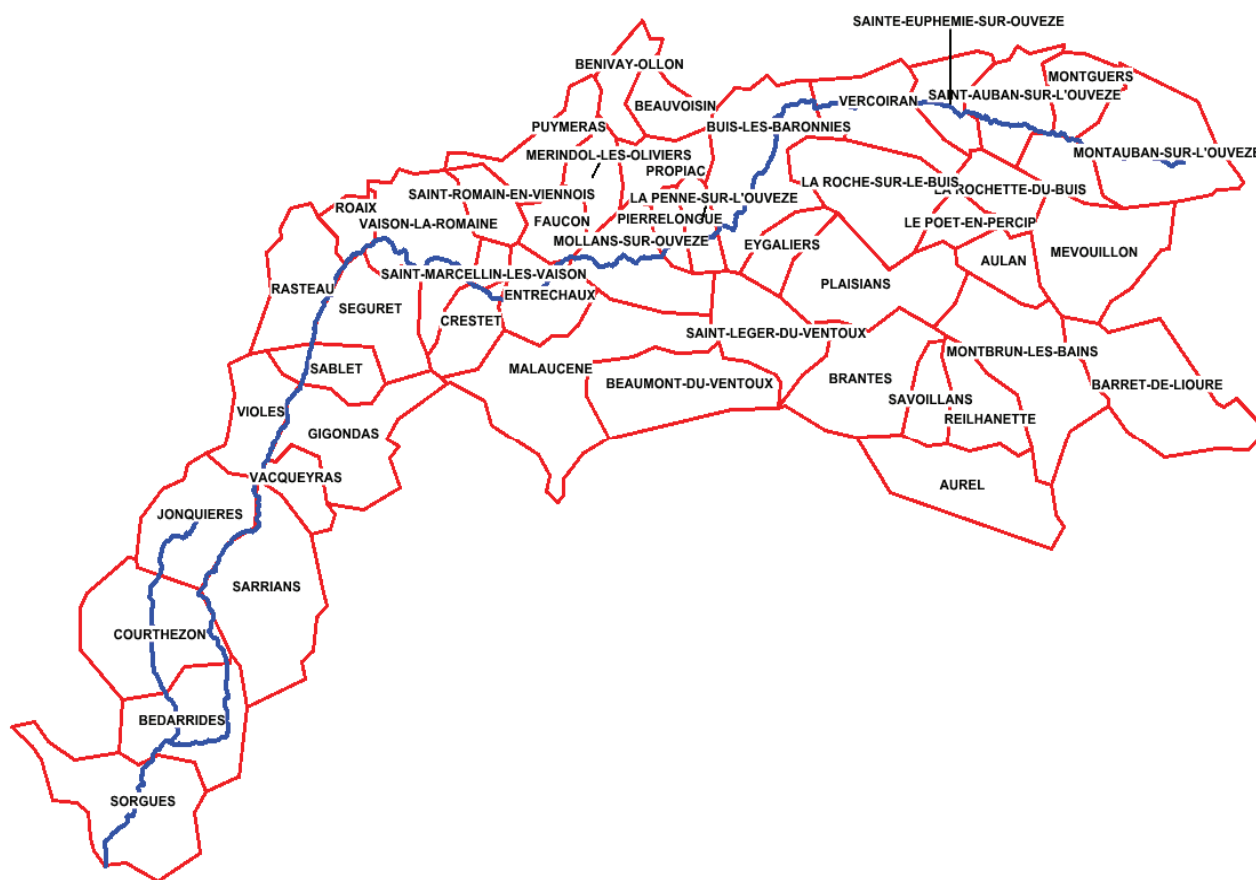 SAINTE-EUPHEMIE-SUR-OUVEZE
BENIVAY-OLLON
MONTGUERS
SAINT-AUBAN-SUR-L'OUVEZE
VERCOIRAN
BEAUVOISIN
PUYMERAS
BUIS-LES-BARONNIES
MERINDOL-LES-OLIVIERS
MONTAUBAN-SUR-L'OUVEZE
PROPIAC
LA ROCHE-SUR-LE-BUIS
LA ROCHETTE-DU-BUIS
SAINT-ROMAIN-EN-VIENNOIS
LA PENNE-SUR-L'OUVEZE
ROAIX
VAISON-LA-ROMAINE
FAUCON
PIERRELONGUE
LE POET-EN-PERCIP
MOLLANS-SUR-OUVEZE
EYGALIERS
MEVOUILLON
AULAN
SAINT-MARCELLIN-LES-VAISON
PLAISIANS
RASTEAU
ENTRECHAUX
SEGURET
CRESTET
SAINT-LEGER-DU-VENTOUX
MONTBRUN-LES-BAINS
SABLET
MALAUCENE
BRANTES
BEAUMONT-DU-VENTOUX
BARRET-DE-LIOURE
SAVOILLANS
VIOLES
REILHANETTE
GIGONDAS
VACQUEYRAS
AUREL
JONQUIERES
SARRIANS
COURTHEZON
BEDARRIDES
SORGUES